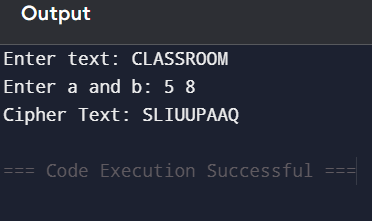 Output
Enter text: CLASSROOM
Enter a and b: 5 8
Cipher Text: SLIUUPAAQ
=== Code Execution Successful ===